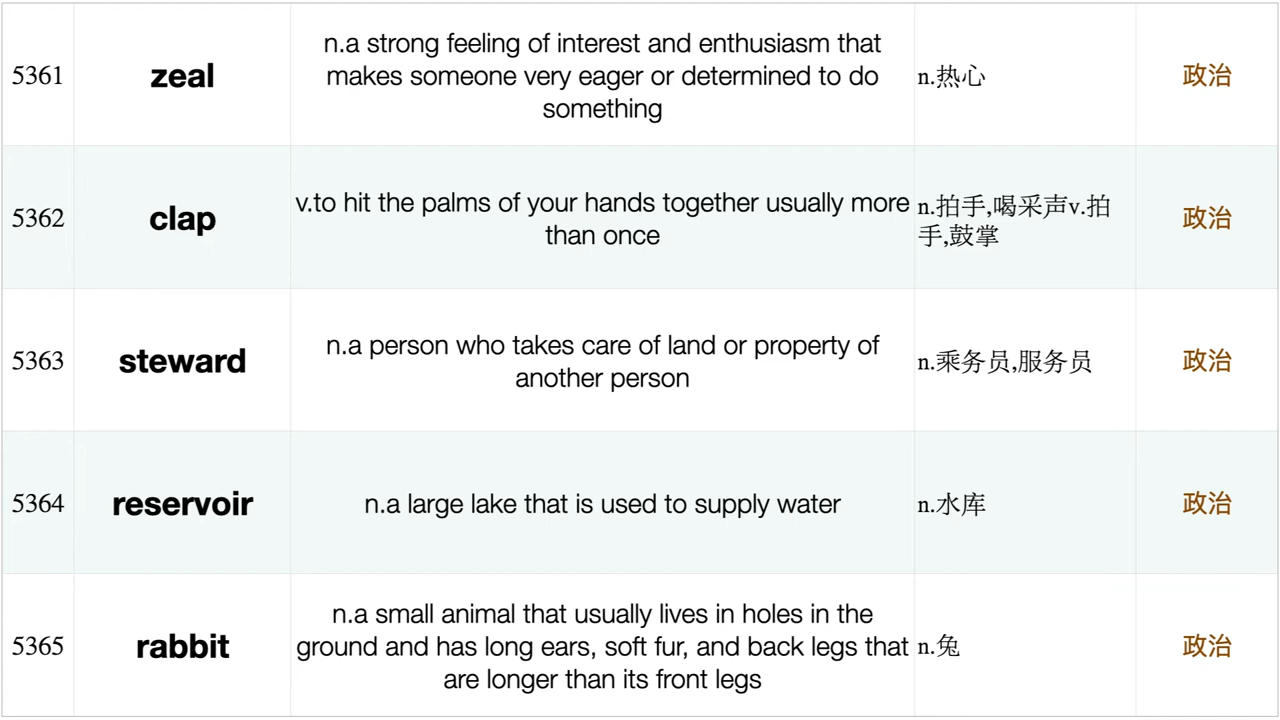 5361 zeal n.a strong feeling of interest and enthusiasm that makes someone very eager or determined to do something n.热心 政治
5362 clap v.to hit the palms of your hands together usually more than once n.拍手,喝采声v.拍手,鼓掌 政治
5363 steward n.a person who takes care of land or property of another person n.乘务员,服务员 政治
5364 reservoir n.a large lake that is used to supply water n.水库 政治
5365 rabbit n.a small animal that usually lives in holes in the ground and has long ears, soft fur, and back legs that are longer than its front legs n.兔 政治